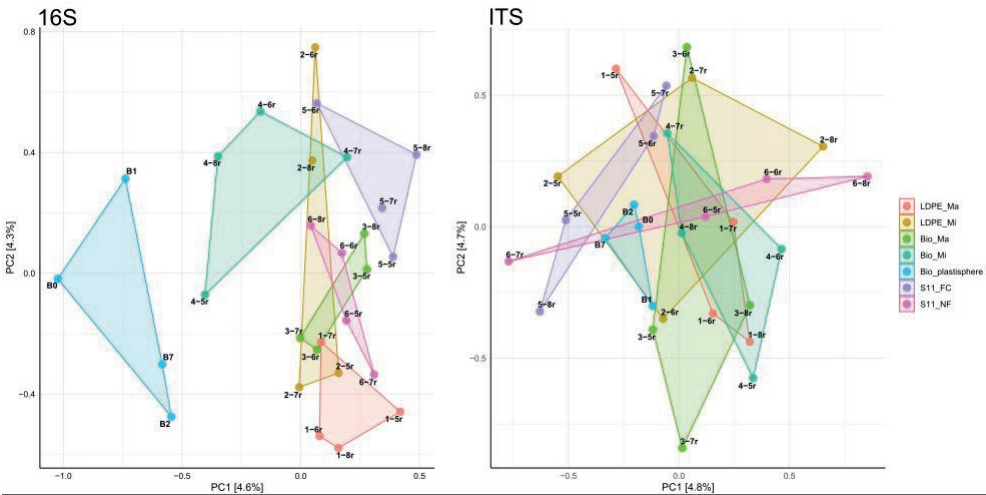 16S
ITS
0.8
0.4
0.0
−0.4
PC2 [4.3%]
−1.0
−0.5
0.0
0.5
PC1 [4.6%]
2−6r
5−6r
4−6r
4−8r
4−7r
5−8r
2−8r
B1
5−7r
6−8r
3−8r
6−6r
5−5r
3−5r
B0
4−5r
6−5r
3−7r
1−7r
3−6r
B7
2−5r
6−7r
2−7r
B2
1−5r
1−6r
1−8r
0.5
0.0
−0.5
PC2 [4.7%]
−0.5
0.0
0.5
PC1 [4.8%]
3−6r
1−5r
2−7r
5−7r
4−7r
5−6r
2−8r
2−5r
6−6r
6−8r
B2
B0
5−5r
6−5r
4−8r
1−7r
B7
4−6r
6−7r
B1
5−8r
2−6r
1−6r
3−8r
3−5r
1−8r
4−5r
3−7r
LDPE_Ma
LDPE_Mi
Bio_Ma
Bio_Mi
Bio_plastisphere
S11_FC
S11_NF